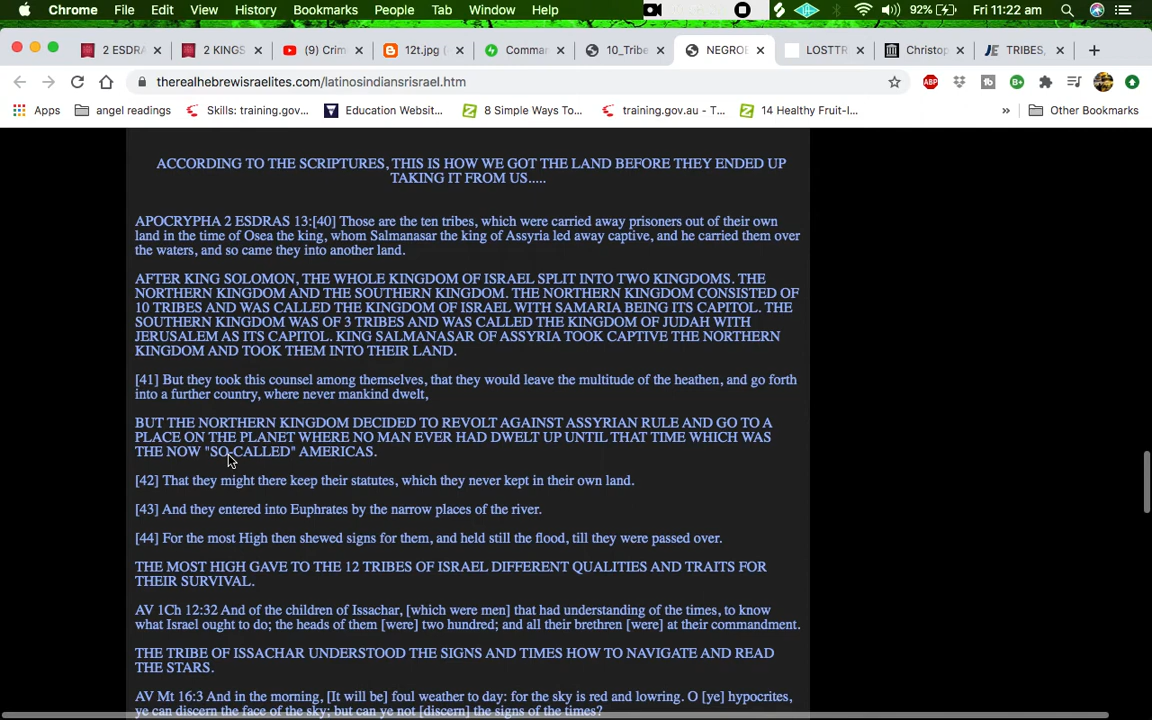 Chrome File Edit View History Bookmarks People Tab Window Help 92% Fri 11:22 am
2 ESDRA 2 KINGS (9) Crim 12t.jpg ( Comman 10_Tribe NEGROE LOSTTR Christop TRIBES,
therealhebrewisraelites.com/latinosindiansrisrael.htm
Apps angel readings Skills: training.gov... Education Websit... 8 Simple Ways To... training.gov.au - T... 14 Healthy Fruit-I... » Other Bookmarks
ACCORDING TO THE SCRIPTURES, THIS IS HOW WE GOT THE LAND BEFORE THEY ENDED UP
TAKING IT FROM US.....
APOCRYPHA 2 ESDRAS 13:[40] Those are the ten tribes, which were carried away prisoners out of their own
land in the time of Osea the king, whom Salmanasar the king of Assyria led away captive, and he carried them over
the waters, and so came they into another land.
AFTER KING SOLOMON, THE WHOLE KINGDOM OF ISRAEL SPLIT INTO TWO KINGDOMS. THE
NORTHERN KINGDOM AND THE SOUTHERN KINGDOM. THE NORTHERN KINGDOM CONSISTED OF
10 TRIBES AND WAS CALLED THE KINGDOM OF ISRAEL WITH SAMARIA BEING ITS CAPITOL. THE
SOUTHERN KINGDOM WAS OF 3 TRIBES AND WAS CALLED THE KINGDOM OF JUDAH WITH
JERUSALEM AS ITS CAPITOL. KING SALMANASAR OF ASSYRIA TOOK CAPTIVE THE NORTHERN
KINGDOM AND TOOK THEM INTO THEIR LAND.
[41] But they took this counsel among themselves, that they would leave the multitude of the heathen, and go forth
into a further country, where never mankind dwelt,
BUT THE NORTHERN KINGDOM DECIDED TO REVOLT AGAINST ASSYRIAN RULE AND GO TO A
PLACE ON THE PLANET WHERE NO MAN EVER HAD DWELT UP UNTIL THAT TIME WHICH WAS
THE NOW "SO-CALLED" AMERICAS.
[42] That they might there keep their statutes, which they never kept in their own land.
[43] And they entered into Euphrates by the narrow places of the river.
[44] For the most High then shewed signs for them, and held still the flood, till they were passed over.
THE MOST HIGH GAVE TO THE 12 TRIBES OF ISRAEL DIFFERENT QUALITIES AND TRAITS FOR
THEIR SURVIVAL.
AV 1Ch 12:32 And of the children of Issachar, [which were men] that had understanding of the times, to know
what Israel ought to do; the heads of them [were] two hundred; and all their brethren [were] at their commandment.
THE TRIBE OF ISSACHAR UNDERSTOOD THE SIGNS AND TIMES HOW TO NAVIGATE AND READ
THE STARS.
AV Mt 16:3 And in the morning, [It will be] foul weather to day: for the sky is red and lowring. O [ye] hypocrites,
ye can discern the face of the sky; but can ye not [discern] the signs of the times?